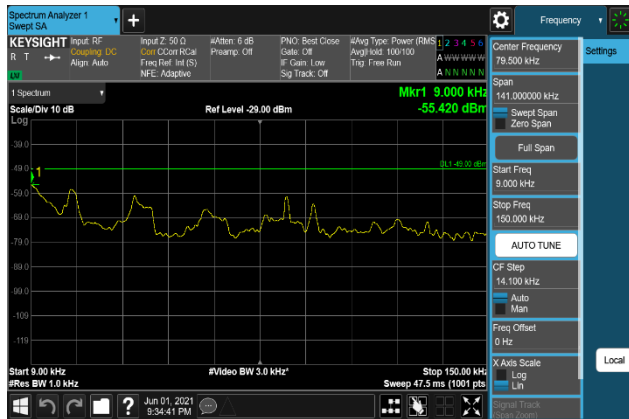 Spectrum Analyzer 1
Swept SA
+
Frequency
KEYSIGHT
R T
LW
Input: RF
Coupling: DC
Align: Auto
Input Z: 50 Ω
Corr CCorr RCal
Freq Ref: Int (S)
NFE: Adaptive
#Atten: 6 dB
Preamp: Off
PNO: Best Close
Gate: Off
IF Gain: Low
Sig Track: Off
#Avg Type: Power (RMS
Avg|Hold: 100/100
Trig: Free Run
1 2 3 4 5 6
A W W W W W
A N N N N N
1 Spectrum
Scale/Div 10 dB
Ref Level -29.00 dBm
Mkr1 9.000 kHz
-55.420 dBm
Log
-39.0
-49.0
-59.0
-69.0
-79.0
-89.0
-99.0
-109
-119
1
DL1 -49.00 dBm
Start 9.00 kHz
#Res BW 1.0 kHz
#Video BW 3.0 kHz*
Stop 150.00 kHz
Sweep 47.5 ms (1001 pts
Jun 01, 2021
9:34:41 PM
Center Frequency
79.500 kHz
Span
141.000000 kHz
Swept Span
Zero Span
Full Span
Start Freq
9.000 kHz
Stop Freq
150.000 kHz
AUTO TUNE
CF Step
14.100 kHz
Auto
Man
Freq Offset
0 Hz
X Axis Scale
Log
Lin
Signal Track
(Span Zoom)
Settings
Local